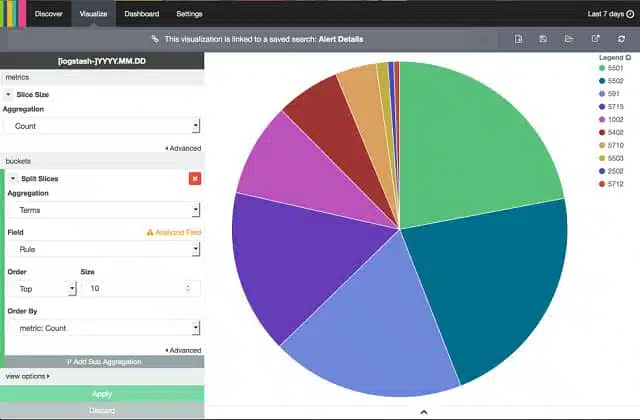 Discover Visualize Dashboard Settings Last 7 days
This visualization is linked to a saved search: Alert Details
[logstash-]YYYY.MM.DD
metrics
Slice Size
Aggregation
Count
Advanced
buckets
Split Slices
Aggregation
Terms
Field Analyzed Field
Rule
Order Size
Top 10
Order By
metric: Count
Advanced
Add Sub Aggregation
view options
Apply
Discard
Legend
5501
5502
591
5715
1002
5402
5710
5503
2502
5712